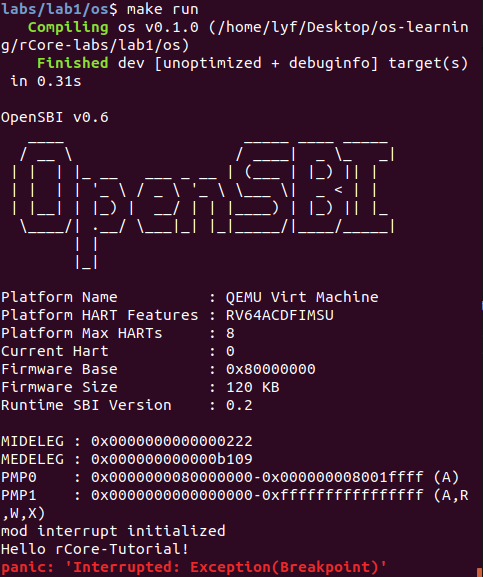 labs/lab1/os$ make run
   Compiling os v0.1.0 (/home/lyf/Desktop/os-learnin
g/rCore-labs/lab1/os)
    Finished dev [unoptimized + debuginfo] target(s)
 in 0.31s

OpenSBI v0.6
   ____                    _____ ____ _____
  / __ \                  / ____|  _ \_   _|
 | |  | |_ __   ___ _ __ | (___ | |_) || |
 | |  | | '_ \ / _ \ '_ \ \___ \|  _ < | |
 | |__| | |_) |  __/ | | |____) | |_) || |_
  \____/| .__/ \___|_| |_|_____/|____/_____|
        | |
        |_|

Platform Name          : QEMU Virt Machine
Platform HART Features : RV64ACDFIMSU
Platform Max HARTs     : 8
Current Hart           : 0
Firmware Base          : 0x80000000
Firmware Size          : 120 KB
Runtime SBI Version    : 0.2

MIDELEG : 0x0000000000000222
MEDELEG : 0x000000000000b109
PMP0    : 0x0000000080000000-0x000000008001ffff (A)
PMP1    : 0x0000000000000000-0xffffffffffffffff (A,R
,W,X)
mod interrupt initialized
Hello rCore-Tutorial!
panic: 'Interrupted: Exception(Breakpoint)'